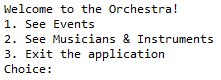 Welcome to the Orchestra!
1. See Events
2. See Musicians & Instruments
3. Exit the application
Choice: